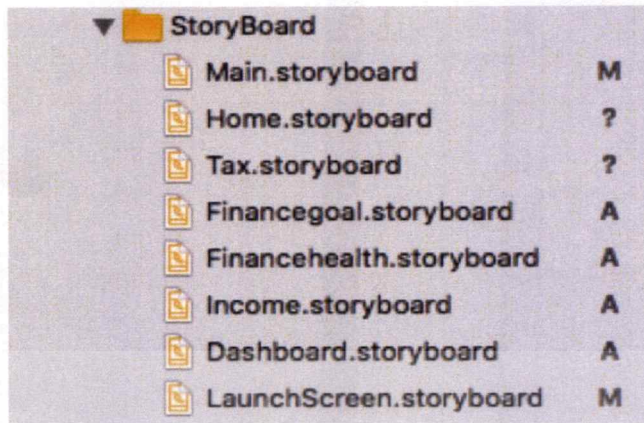 StoryBoard
Main.storyboard M
Home.storyboard ?
Tax.storyboard ?
Financegoal.storyboard A
Financehealth.storyboard A
Income.storyboard A
Dashboard.storyboard A
LaunchScreen.storyboard M